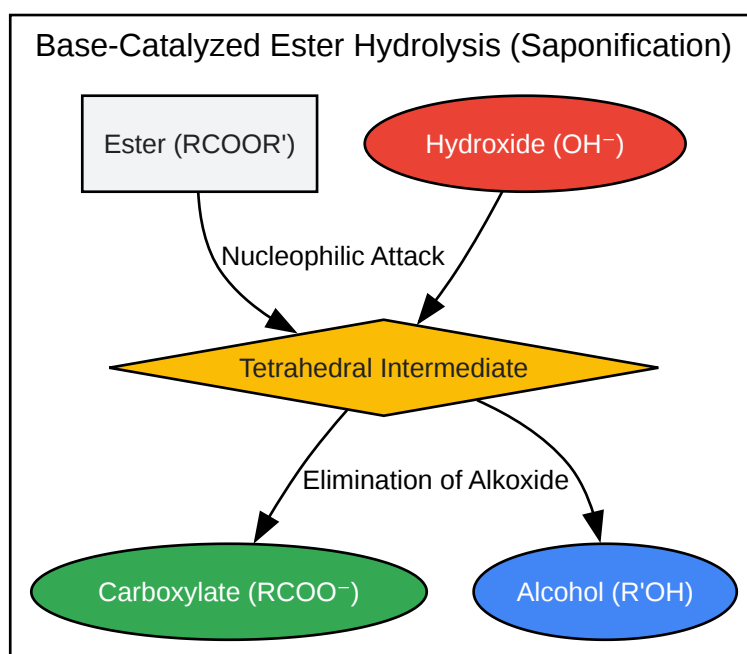 Base-Catalyzed Ester Hydrolysis (Saponification)
Ester (RCOOR')
Hydroxide (OH⁻)
Nucleophilic Attack
Tetrahedral Intermediate
Elimination of Alkoxide
Carboxylate (RCOO⁻)
Alcohol (R'OH)